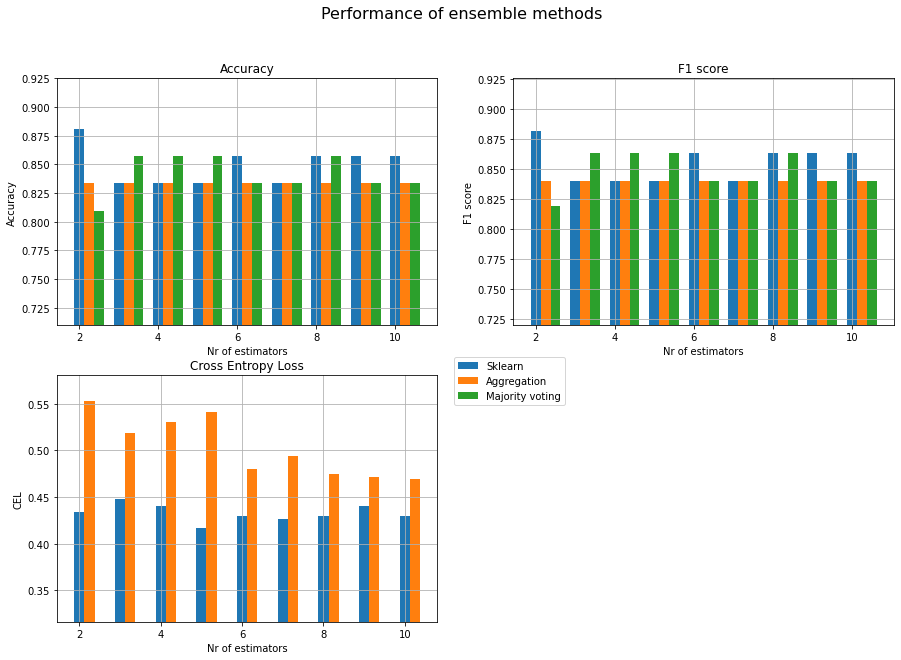 Performance of ensemble methods
Accuracy
0.925
0.900
0.875
0.850
0.825
0.800
0.775
0.750
0.725
Accuracy
2 4 6 8 10
Nr of estimators
F1 score
0.925
0.900
0.875
0.850
0.825
0.800
0.775
0.750
0.725
F1 score
2 4 6 8 10
Nr of estimators
Cross Entropy Loss
0.55
0.50
0.45
0.40
0.35
CEL
2 4 6 8 10
Nr of estimators
Sklearn
Aggregation
Majority voting